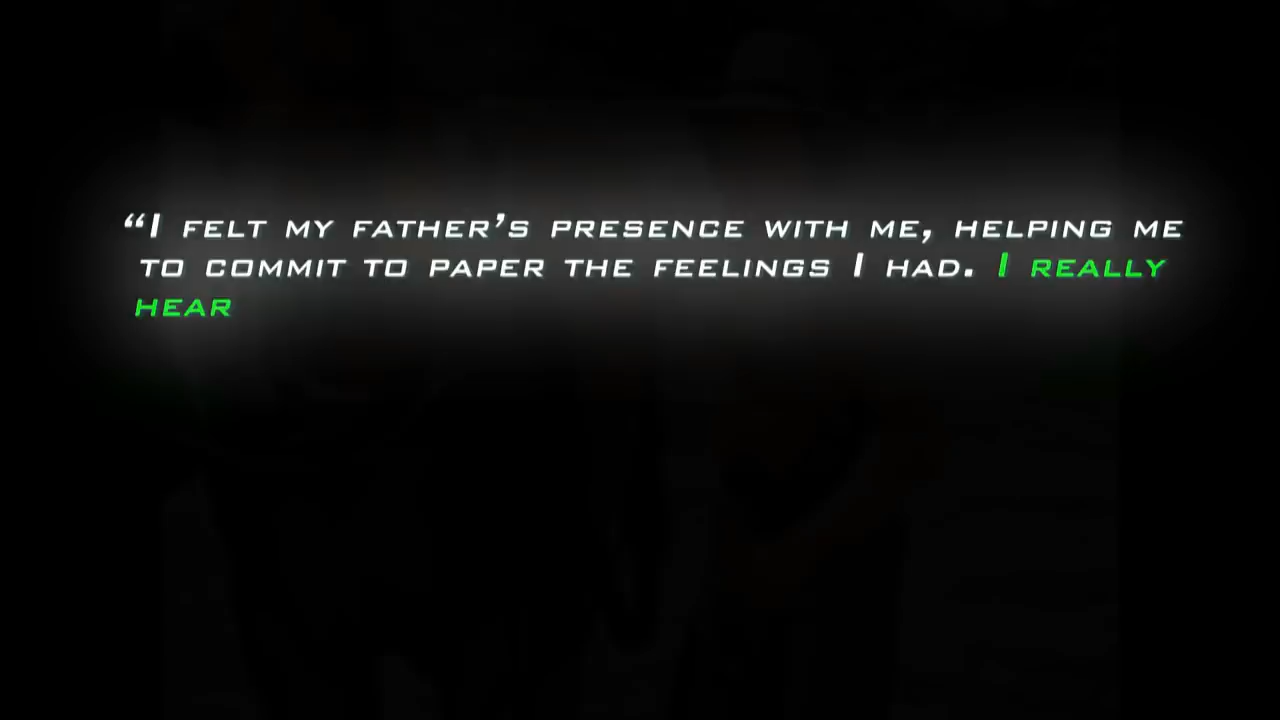 “I FELT MY FATHER’S PRESENCE WITH ME, HELPING ME
TO COMMIT TO PAPER THE FEELINGS I HAD. I REALLY
HEAR